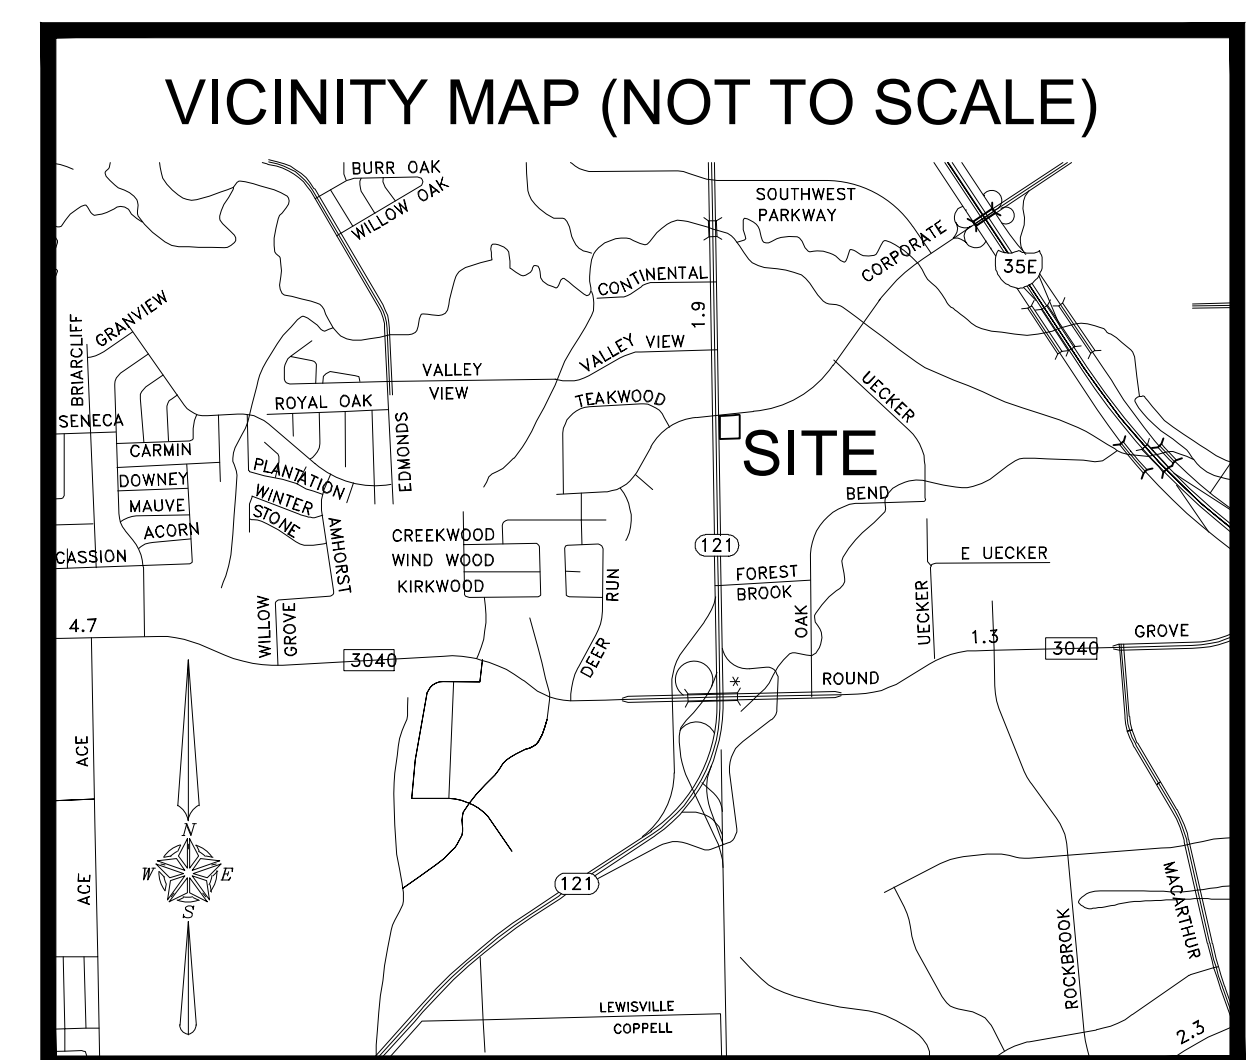 VICINITY MAP (NOT TO SCALE)
BURR OAK
WILLOW OAK
SOUTHWEST
PARKWAY
CORPORATE
35E
CONTINENTAL
1.9
GRANVIEW
BRIARCLIFF
VALLEY VIEW
VALLEY
VIEW
UECKER
TEAKWOOD
ROYAL OAK
SENECA
EDMONDS
SITE
CARMIN
PLANTATION
DOWNEY
WINTER
STONE
BEND
MAUVE
ACORN
AMHORST
CREEKWOOD
121
CASSION
WIND WOOD
E UECKER
KIRKWOOD
RUN
FOREST
BROOK
OAK
UECKER
WILLOW
GROVE
4.7
1.3
GROVE
3040
3040
DEER
*
ROUND
ACE
N
W
E
S
ACE
121
MACARTHUR
ROCKBROOK
LEWISVILLE
COPPELL
2.3